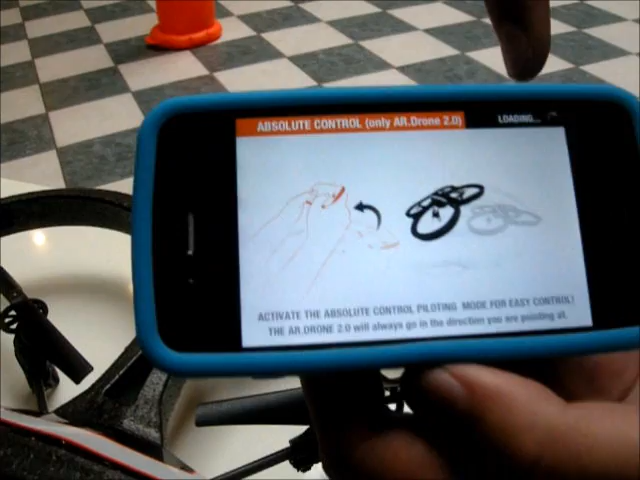 ABSOLUTE CONTROL (only AR.Drone 2.0)
LOADING...
ACTIVATE THE ABSOLUTE CONTROL PILOTING MODE FOR EASY CONTROL!
THE AR.DRONE 2.0 will always go in the direction you are pointing at.